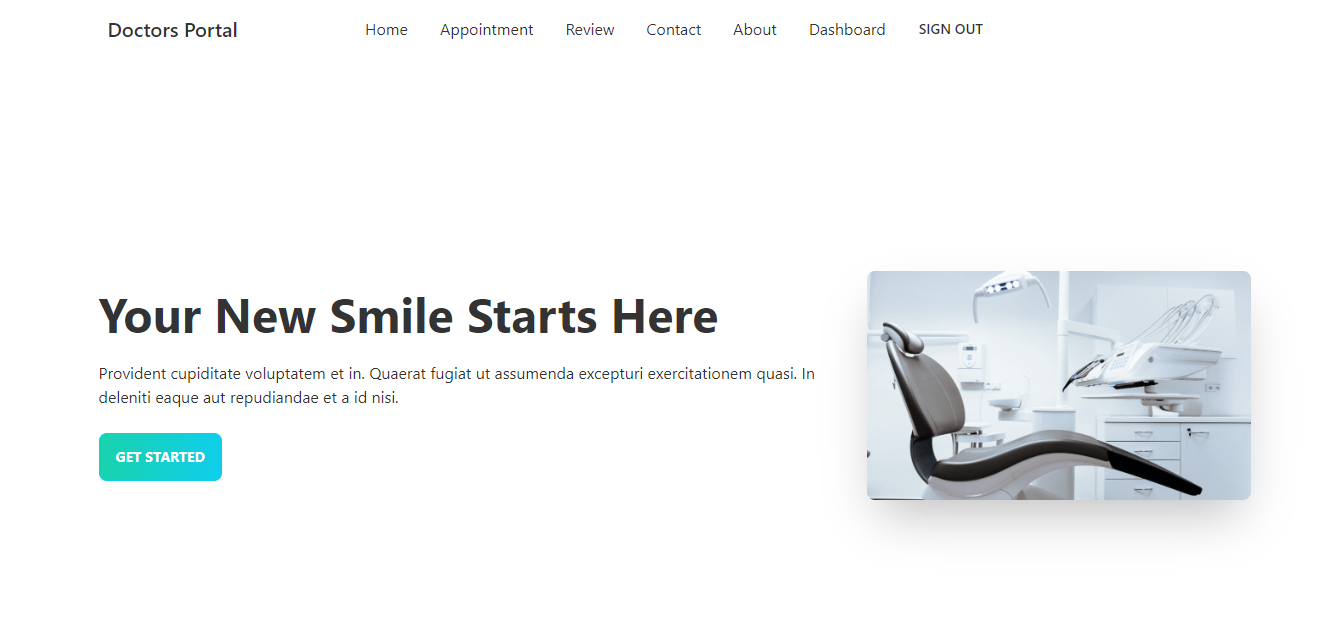 Doctors Portal
Home Appointment Review Contact About Dashboard SIGN OUT
Your New Smile Starts Here
Provident cupiditate voluptatem et in. Quaerat fugiat ut assumenda excepturi exercitationem quasi. In
deleniti eaque aut repudiandae et a id nisi.
GET STARTED